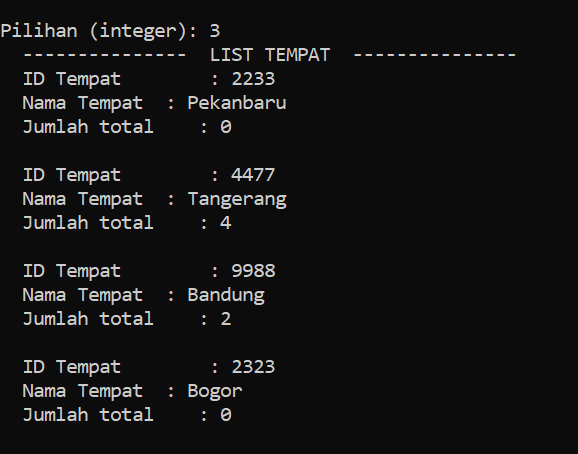 Pilihan (integer): 3
  ---------------  LIST TEMPAT  ---------------
  ID Tempat        : 2233
  Nama Tempat  : Pekanbaru
  Jumlah total    : 0

  ID Tempat        : 4477
  Nama Tempat  : Tangerang
  Jumlah total    : 4

  ID Tempat        : 9988
  Nama Tempat  : Bandung
  Jumlah total    : 2

  ID Tempat        : 2323
  Nama Tempat  : Bogor
  Jumlah total    : 0